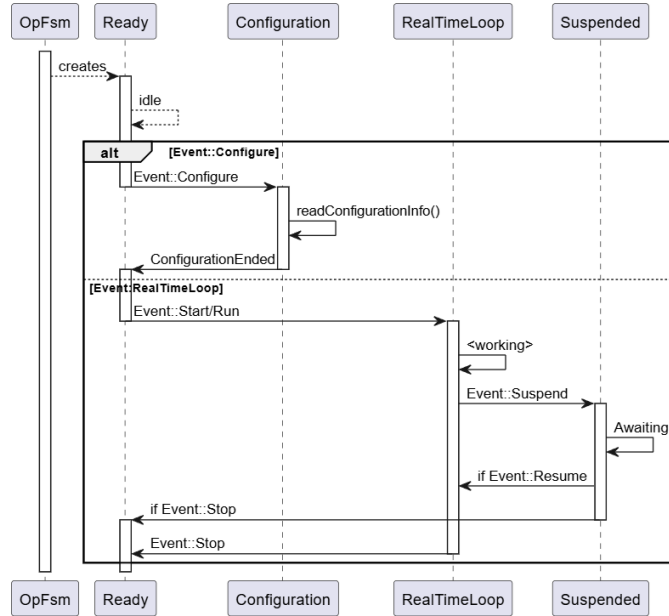 OpFsm
Ready
Configuration
RealTimeLoop
Suspended
creates
idle
alt
[Event::Configure]
Event::Configure
readConfigurationInfo()
ConfigurationEnded
[Event:RealTimeLoop]
Event::Start/Run
<working>
Event::Suspend
Awaiting
if Event::Resume
if Event::Stop
Event::Stop
OpFsm
Ready
Configuration
RealTimeLoop
Suspended